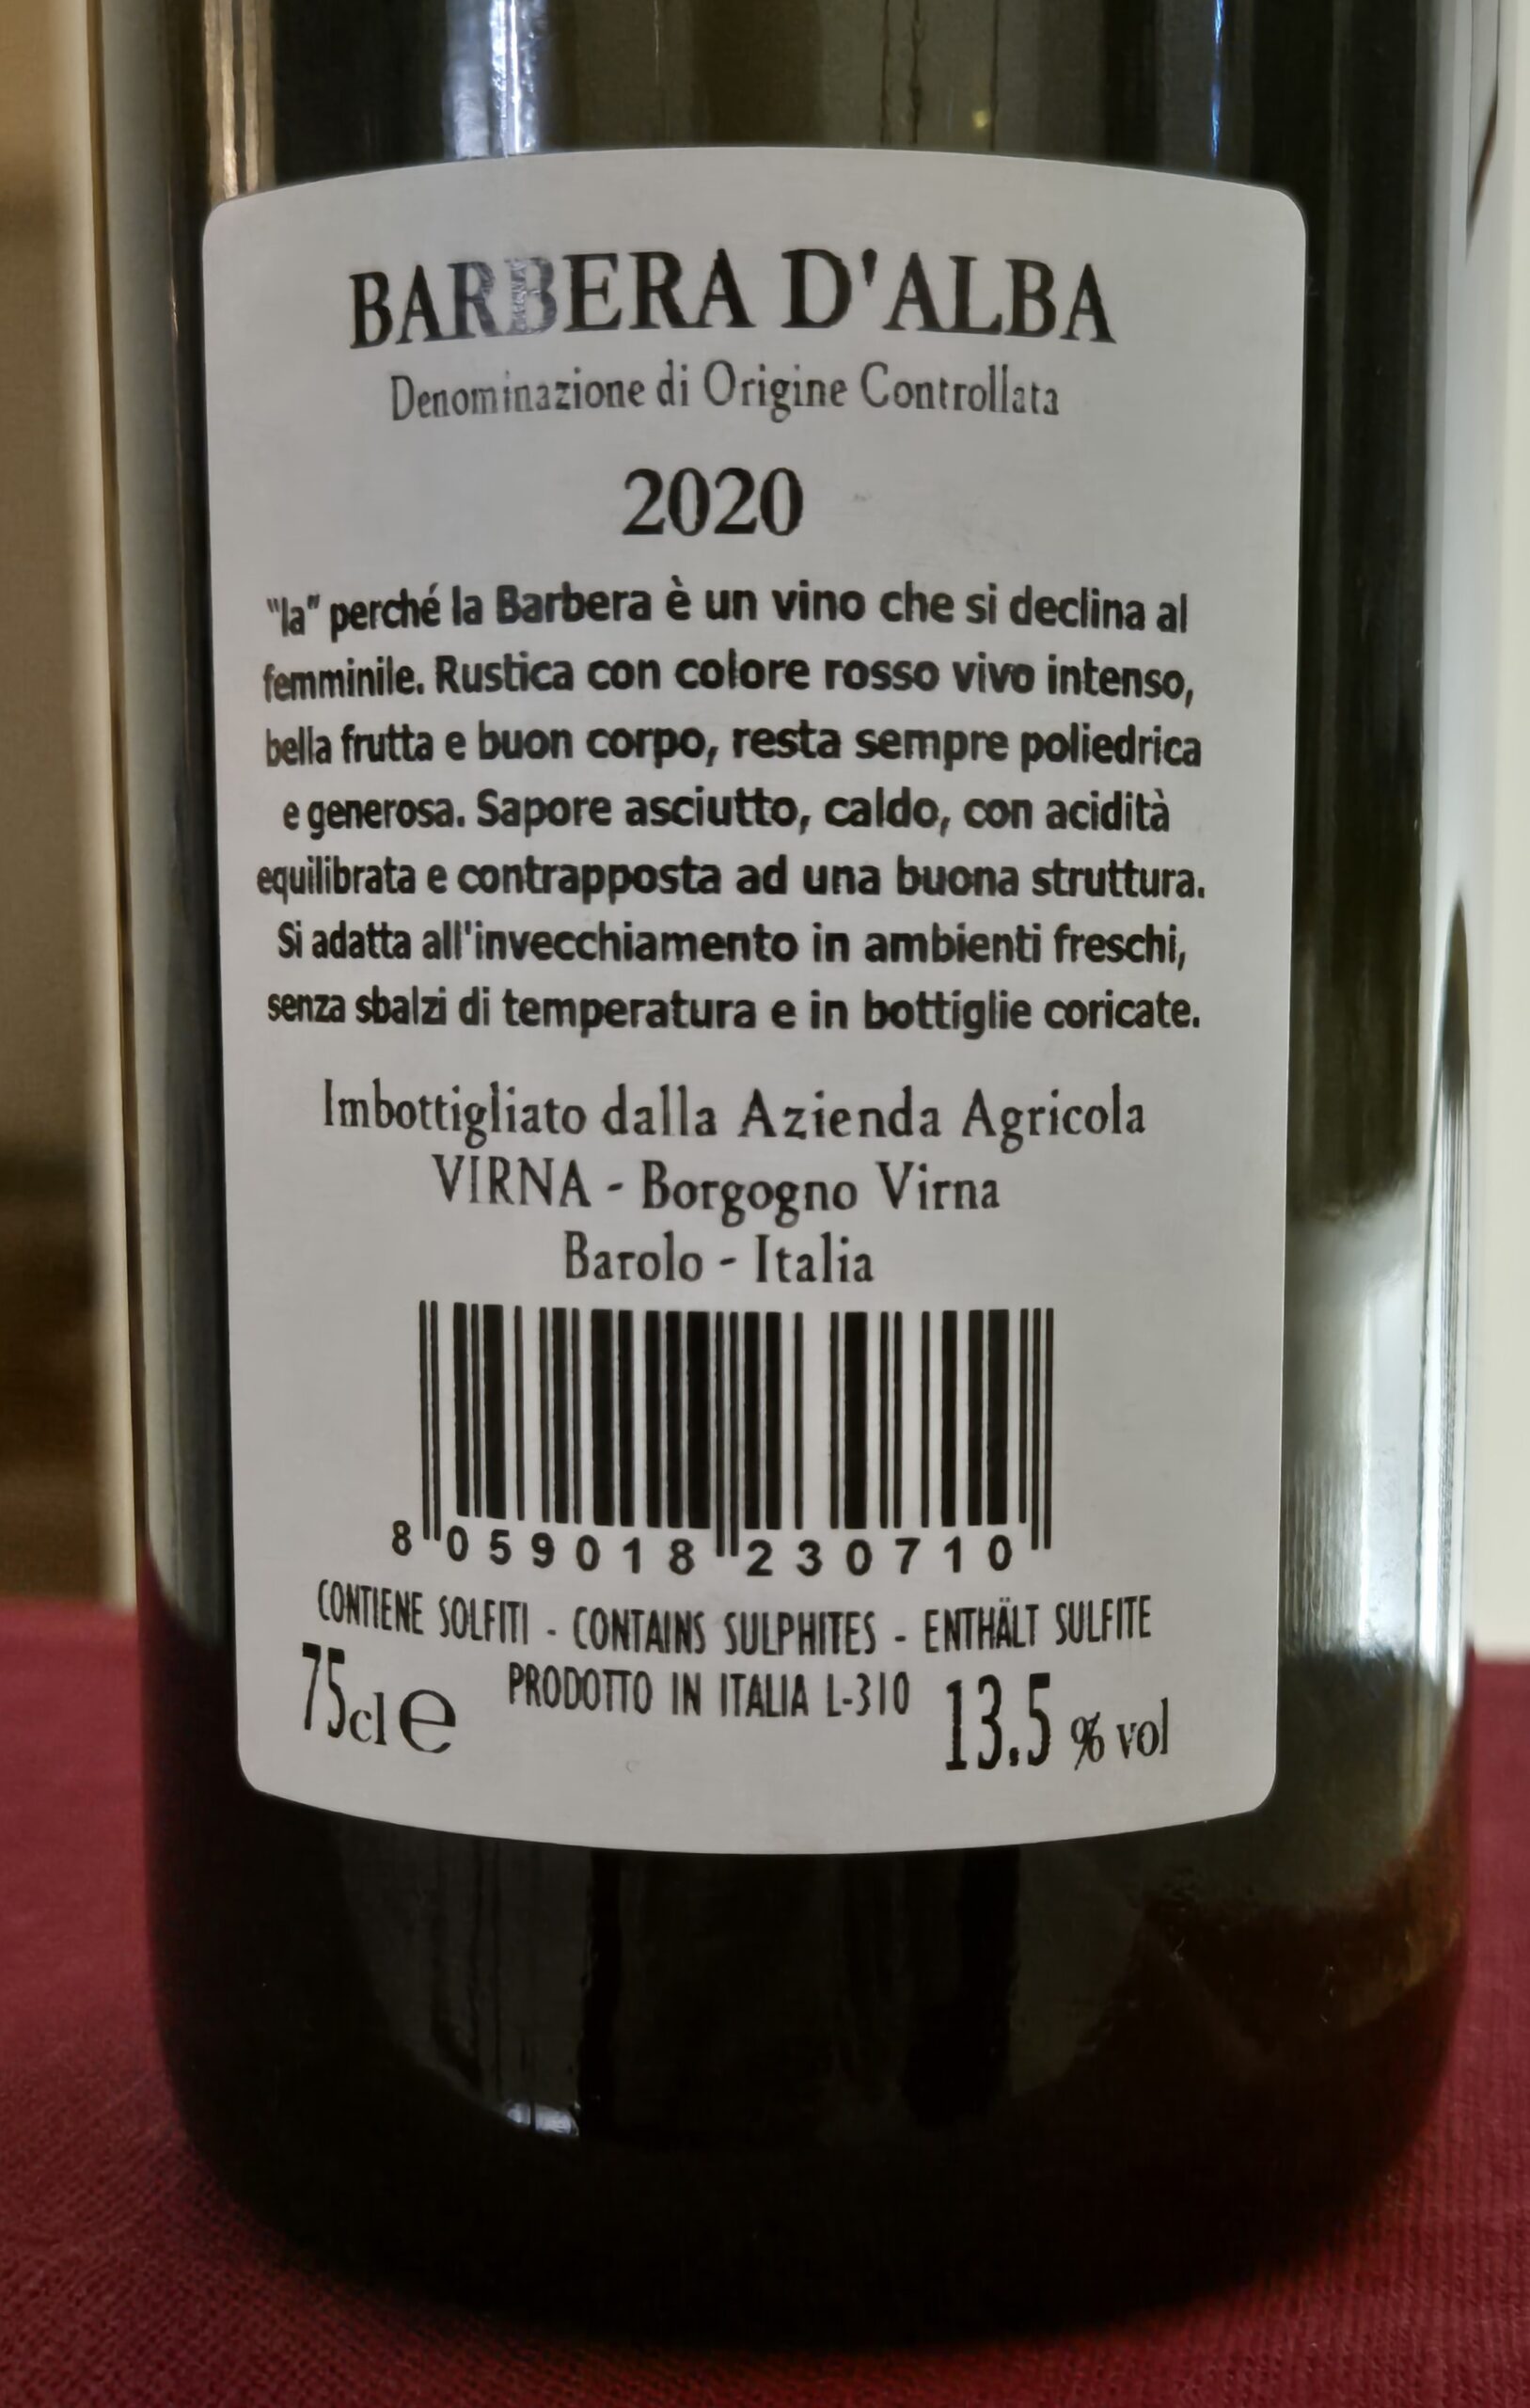 BARBERA D'ALBA
Denominazione di Origine Controllata
2020
"la" perché la Barbera è un vino che si declina al
femminile. Rustica con colore rosso vivo intenso,
bella frutta e buon corpo, resta sempre poliedrica
e generosa. Sapore asciutto, caldo, con acidità
equilibrata e contrapposta ad una buona struttura.
Si adatta all'invecchiamento in ambienti freschi,
senza sbalzi di temperatura e in bottiglie coricate.
Imbottigliato dalla Azienda Agricola
VIRNA - Borgogno Virna
Barolo - Italia
8 059018 230710
CONTIENE SOLFITI - CONTAINS SULPHITES - ENTHÄLT SULFITE
75cl e PRODOTTO IN ITALIA L-310 13.5 % vol